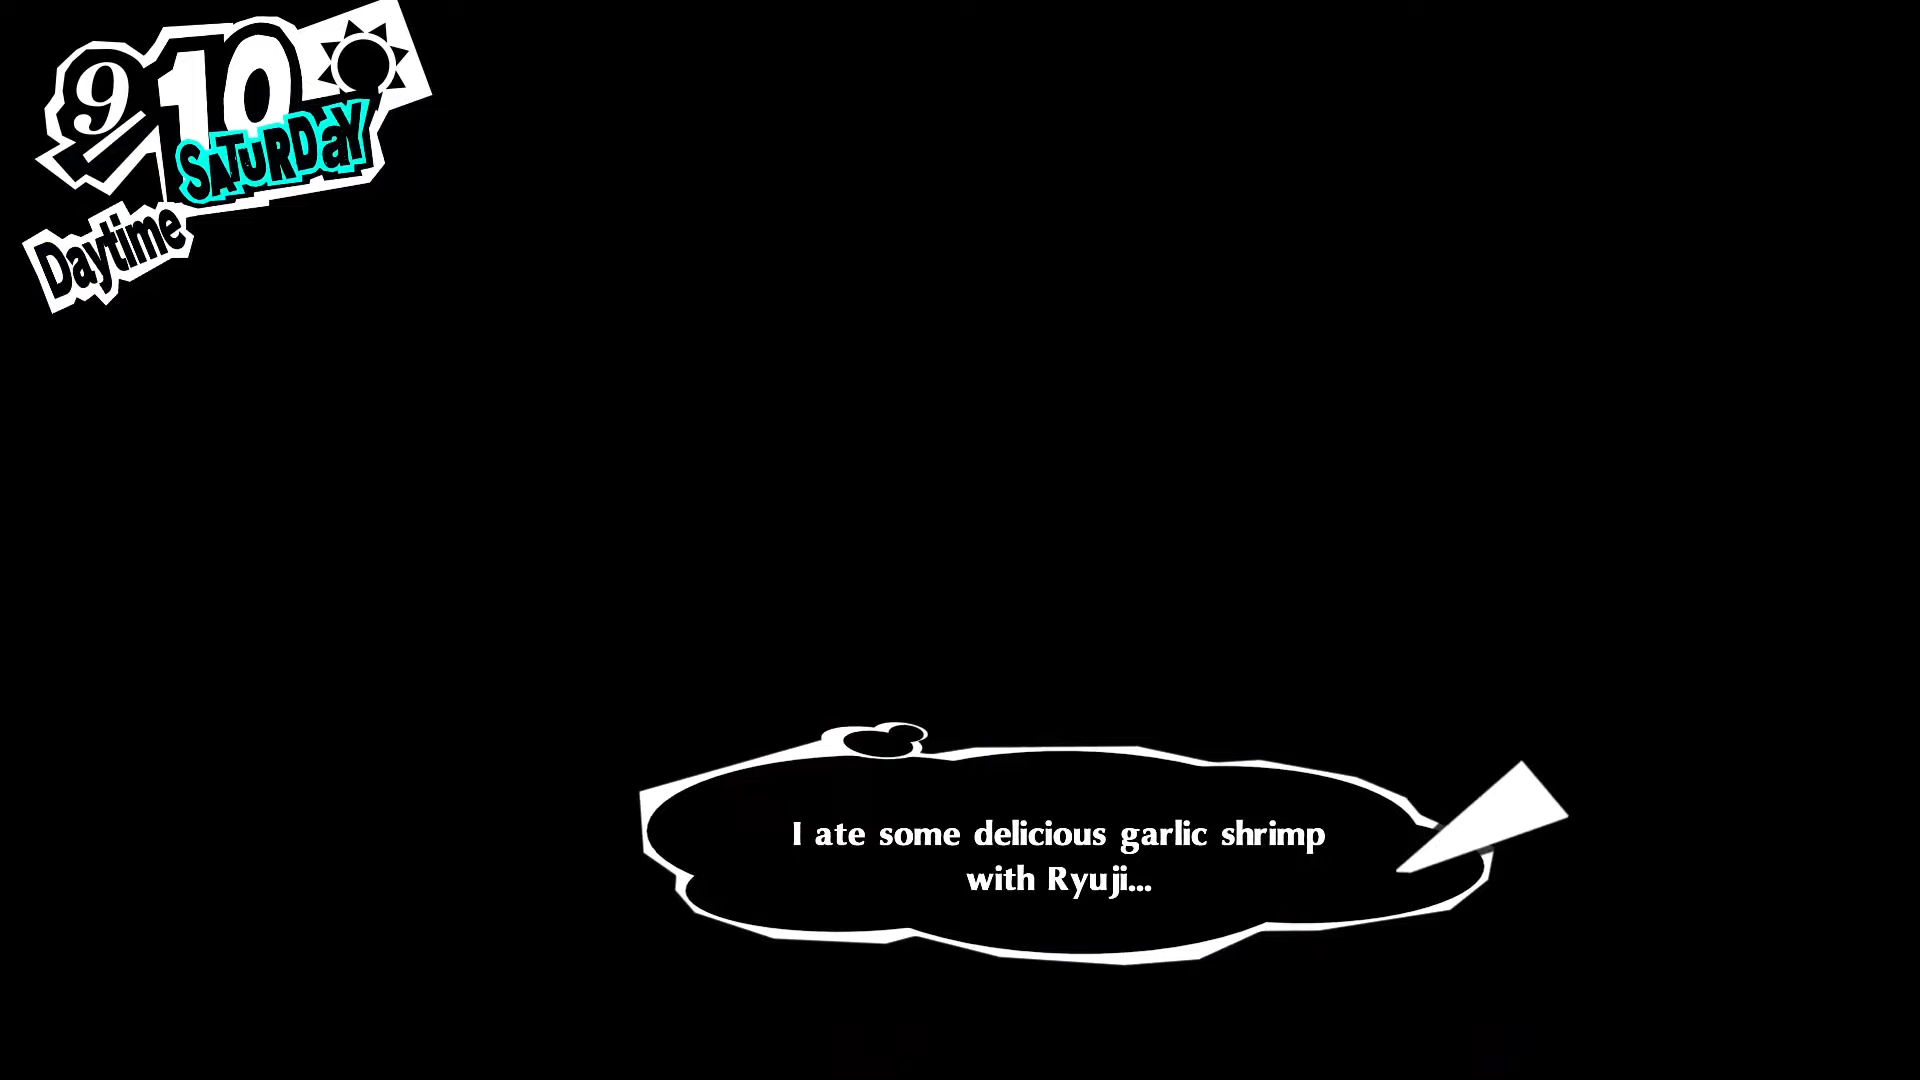 9/10
SATURDaY
Daytime
I ate some delicious garlic shrimp
with Ryuji...